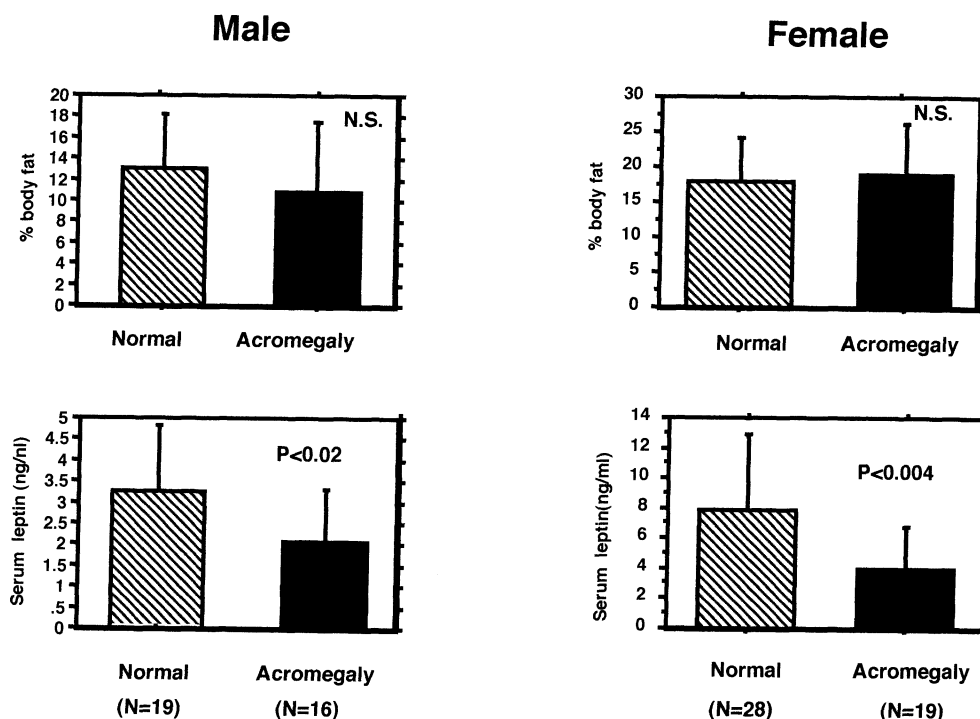 Male
Female
% body fat
20
18
16
14
12
10
8
6
4
2
0
N.S.
Normal
Acromegaly
% body fat
30
25
20
15
10
5
0
N.S.
Normal
Acromegaly
Serum leptin (ng/nl)
5
4.5
4
3.5
3
2.5
2
1.5
1
.5
0
P<0.02
Normal
Acromegaly
(N=19)
(N=16)
Serum leptin(ng/ml)
14
12
10
8
6
4
2
0
P<0.004
Normal
Acromegaly
(N=28)
(N=19)